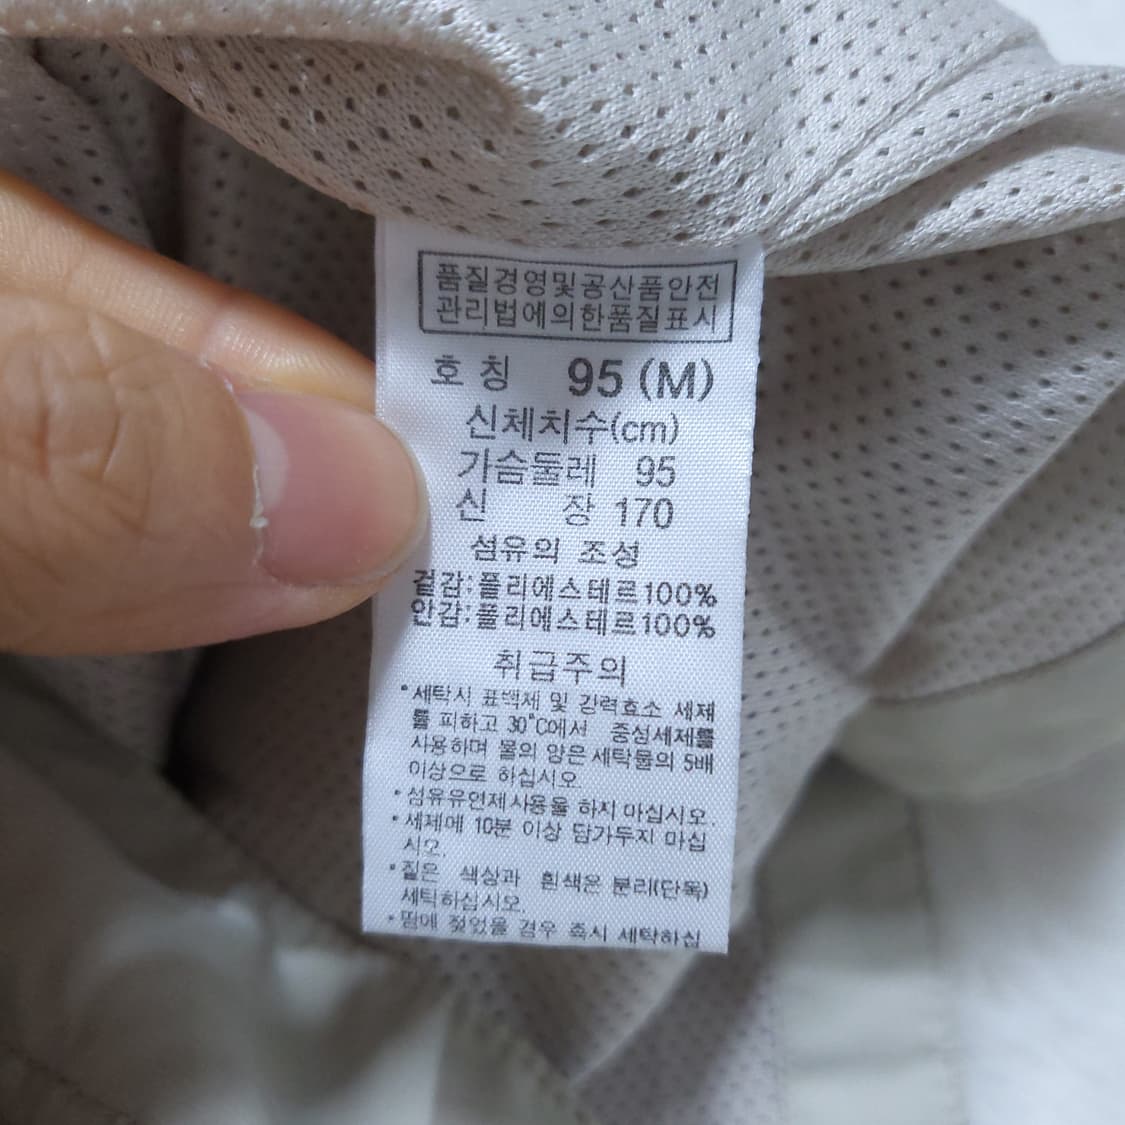 품질경영및공산품안전
관리법에의한품질표시
호 칭 95 (M)
신체치수(cm)
가슴둘레 95
신 장 170
섬유의 조성
겉감:폴리에스테르100%
안감:폴리에스테르100%
취급주의
•세탁시 표백제 및 강력효소 세제
를 피하고 30°C에서 중성세제를
사용하며 물의 양은 세탁물의 5배
이상으로 하십시오.
•섬유유연제사용을 하지 마십시오.
•세제에 10분 이상 담가두지 마십
시오.
•짙은 색상과 흰색은 분리(단독)
세탁하십시오.
•땀에 젖었을 경우 즉시 세탁하십